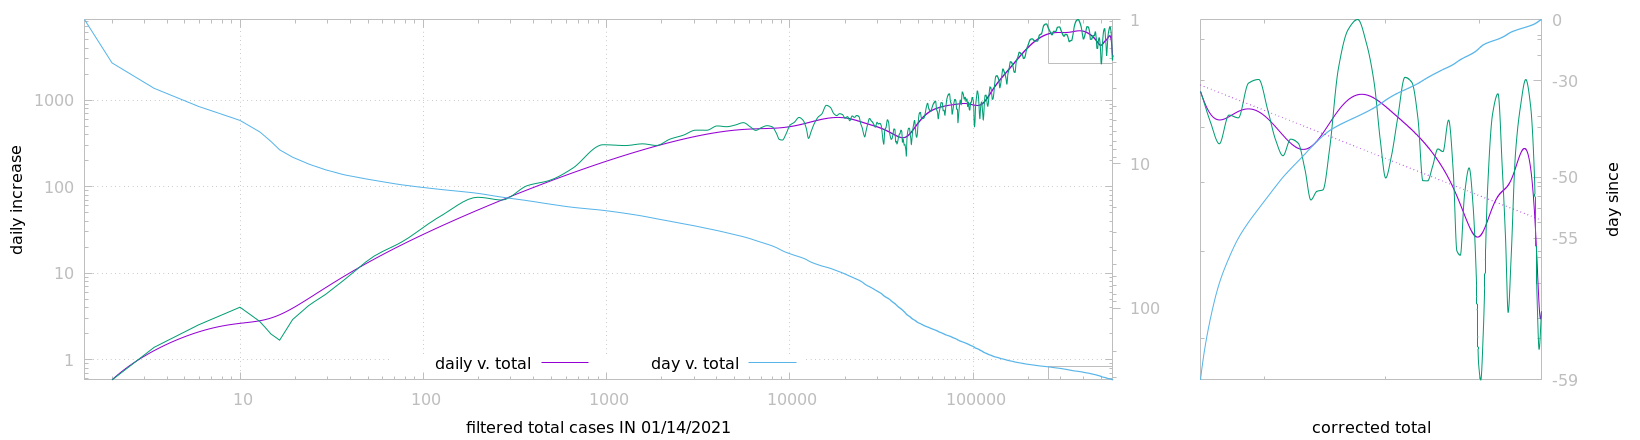 daily increase
1000
100
10
1
10
100
1000
10000
100000
1
10
100
daily v. total
day v. total
filtered total cases IN 01/14/2021
0
-30
-50
-55
-59
day since
corrected total